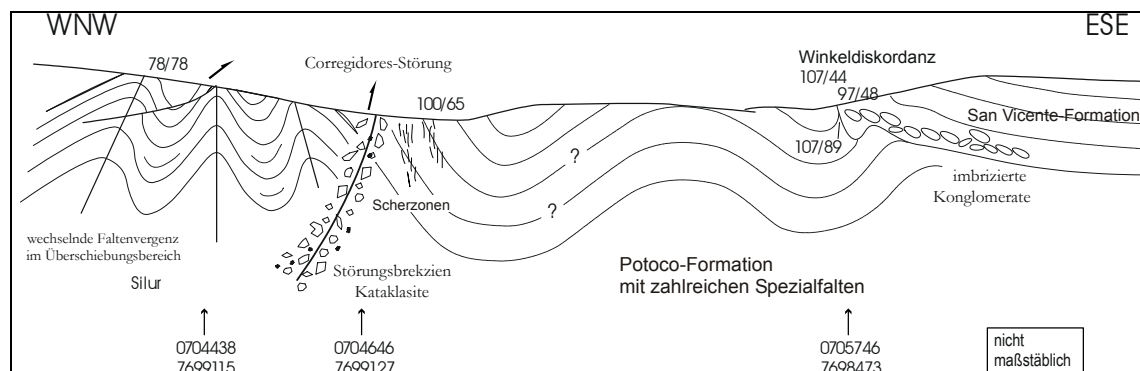 WNW
ESE
78/78
Corregidores-Störung
100/65
Winkeldiskordanz
107/44
97/48
San Vicente-Formation
107/89
imbrizierte
Konglomerate
?
?
Scherzonen
wechselnde Faltenvergenz
im Überschiebungsbereich
Silur
Störungsbrekzien
Kataklasite
Potoco-Formation
mit zahlreichen Spezialfalten
0704438
7699115
0704646
7699127
0705746
7698473
nicht
maßstäblich